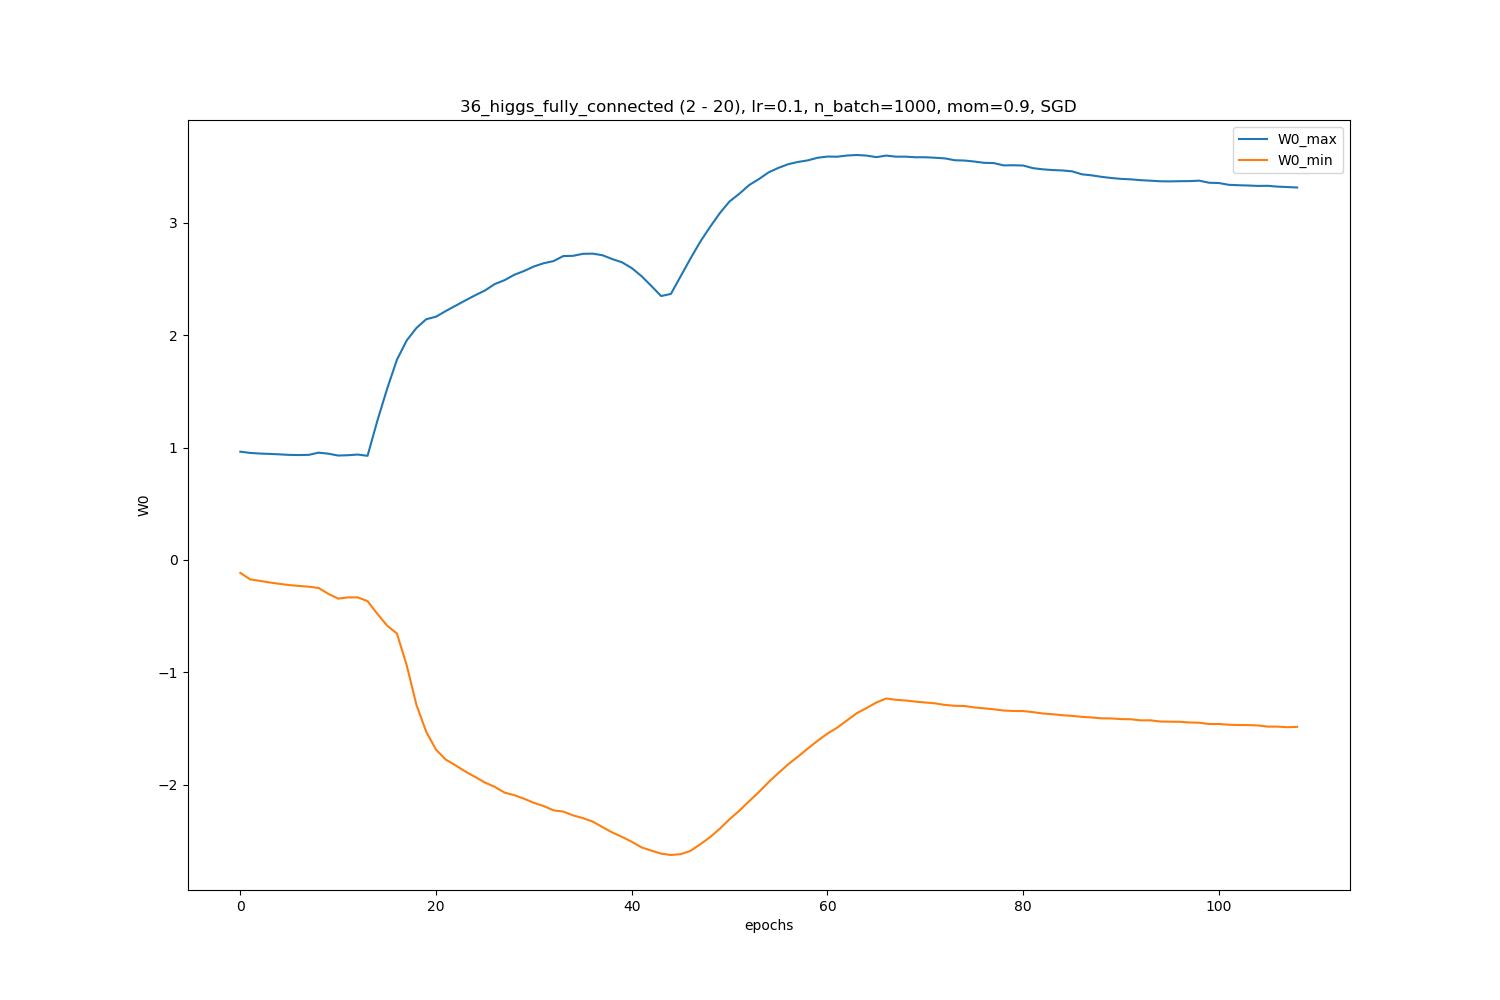 36_higgs_fully_connected (2 - 20), lr=0.1, n_batch=1000, mom=0.9, SGD
W0_max
W0_min
3
2
1
0
−1
−2
W0
0 20 40 60 80 100
epochs